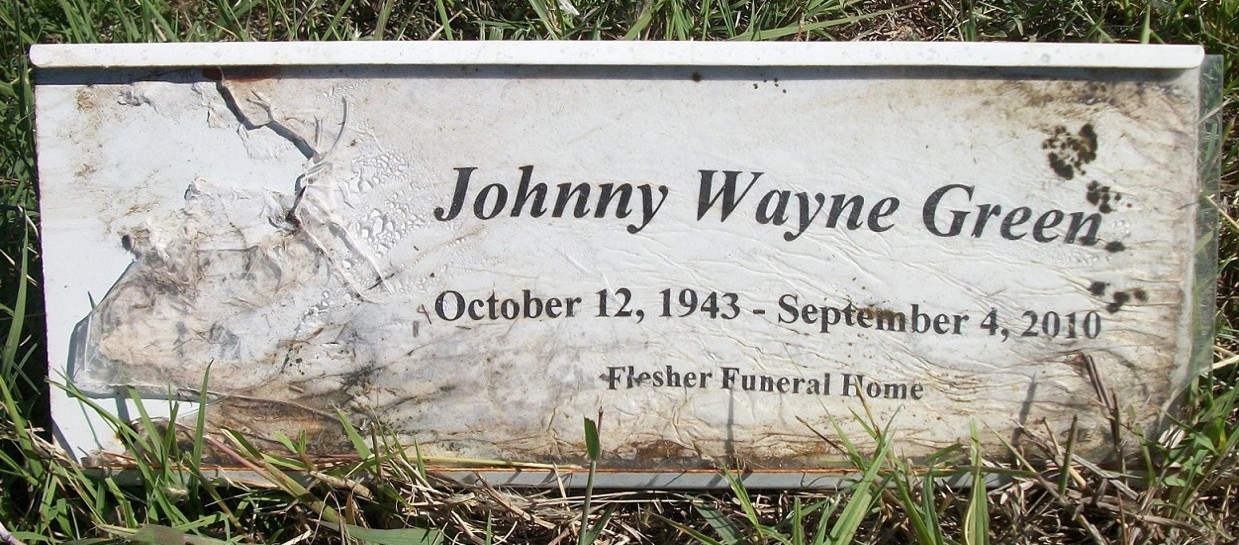 Johnny Wayne Green
October 12, 1943 - September 4, 2010
Flesher Funeral Home